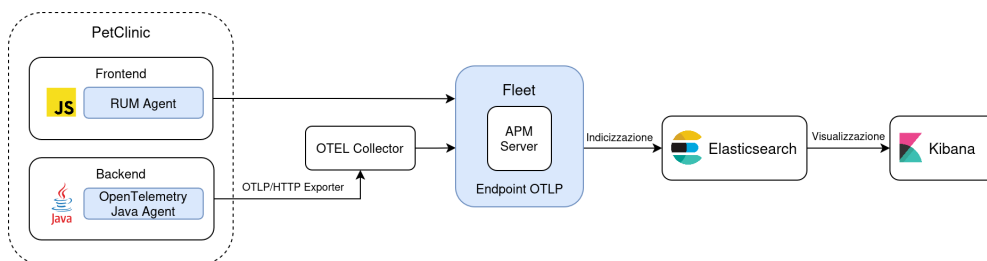 PetClinic
Frontend
JS
RUM Agent
Backend
Java
OpenTelemetry
Java Agent
OTLP/HTTP Exporter
OTEL Collector
Fleet
APM
Server
Endpoint OTLP
Indicizzazione
Elasticsearch
Visualizzazione
Kibana